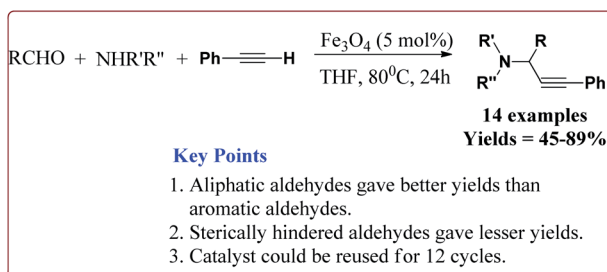 RCHO + NHR'R" + Ph H
Fe3O4 (5 mol%)
THF, 80⁰C, 24h
R' R
N
R" Ph
14 examples
Yields = 45-89%
Key Points
1. Aliphatic aldehydes gave better yields than
aromatic aldehydes.
2. Sterically hindered aldehydes gave lesser yields.
3. Catalyst could be reused for 12 cycles.